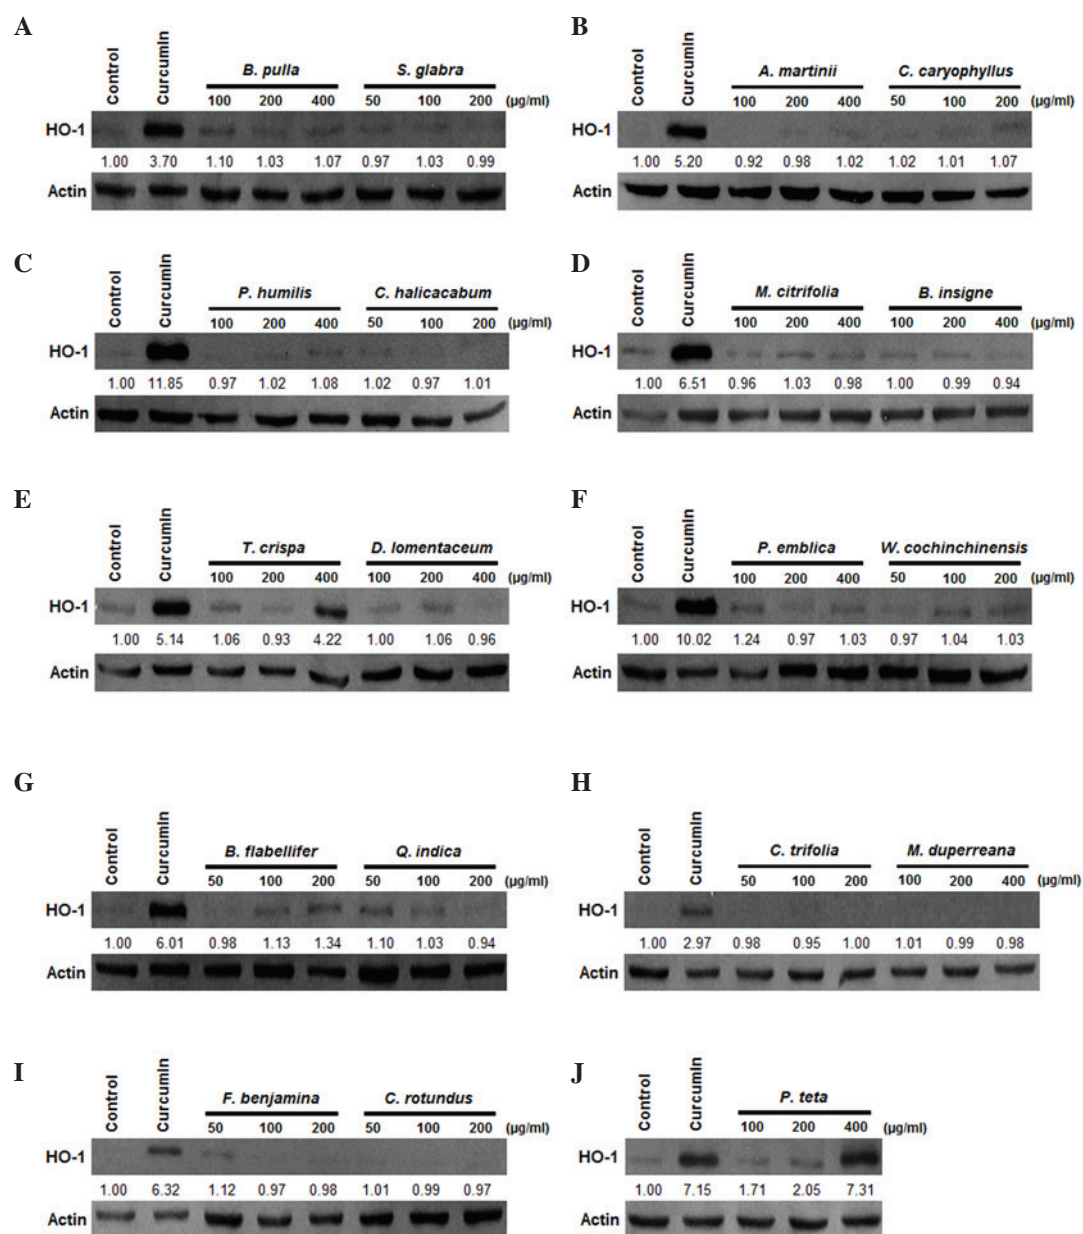 A
Control
Curcumin
B. pulla
S. glabra
100 200 400 50 100 200 (µg/ml)
HO-1
1.00 3.70 1.10 1.03 1.07 0.97 1.03 0.99
Actin
B
Control
Curcumin
A. martinii
C. caryophyllus
100 200 400 50 100 200 (µg/ml)
HO-1
1.00 5.20 0.92 0.98 1.02 1.02 1.01 1.07
Actin
C
Control
Curcumin
P. humilis
C. halicacabum
100 200 400 50 100 200 (µg/ml)
HO-1
1.00 11.85 0.97 1.02 1.08 1.02 0.97 1.01
Actin
D
Control
Curcumin
M. citrifolia
B. insigne
100 200 400 100 200 400 (µg/ml)
HO-1
1.00 6.51 0.96 1.03 0.98 1.00 0.99 0.94
Actin
E
Control
Curcumin
T. crispa
D. lomentaceum
100 200 400 100 200 400 (µg/ml)
HO-1
1.00 5.14 1.06 0.93 4.22 1.00 1.06 0.96
Actin
F
Control
Curcumin
P. emblica
W. cochinchinensis
100 200 400 50 100 200 (µg/ml)
HO-1
1.00 10.02 1.24 0.97 1.03 0.97 1.04 1.03
Actin
G
Control
Curcumin
B. flabellifer
Q. indica
50 100 200 50 100 200 (µg/ml)
HO-1
1.00 6.01 0.98 1.13 1.34 1.10 1.03 0.94
Actin
H
Control
Curcumin
C. trifolia
M. duperreana
50 100 200 100 200 400 (µg/ml)
HO-1
1.00 2.97 0.98 0.95 1.00 1.01 0.99 0.98
Actin
I
Control
Curcumin
F. benjamina
C. rotundus
50 100 200 50 100 200 (µg/ml)
HO-1
1.00 6.32 1.12 0.97 0.98 1.01 0.99 0.97
Actin
J
Control
Curcumin
P. teta
100 200 400 (µg/ml)
HO-1
1.00 7.15 1.71 2.05 7.31
Actin